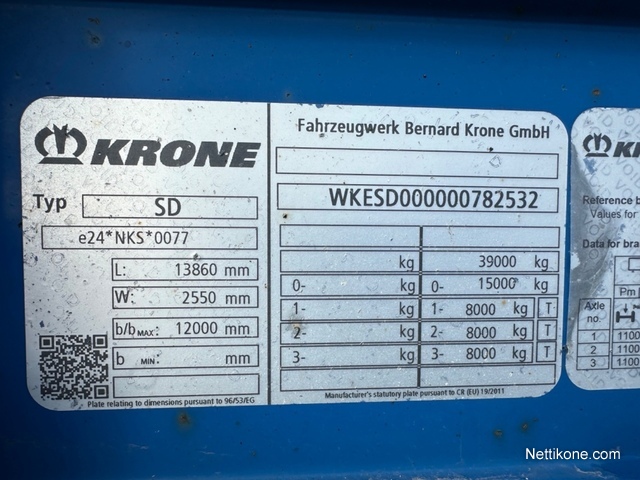 KRONE
Typ SD
e24*NKS*0077
L: 13860 mm
W: 2550 mm
b/b MAX: 12000 mm
b MIN: mm
Plate relating to dimensions pursuant to 96/53/EG
Fahrzeugwerk Bernard Krone GmbH
WKESD000000782532
kg 39000 kg
0- kg 0- 15000 kg
1- kg 1- 8000 kg T
2- kg 2- 8000 kg T
3- kg 3- 8000 kg T
Manufacturer's statutory plate pursuant to CR (EU) 19/2011
Reference b
Values for
Data for bra
Pm
Axle
no.
1 1100
2 1100
3 1100
Nettikone.com